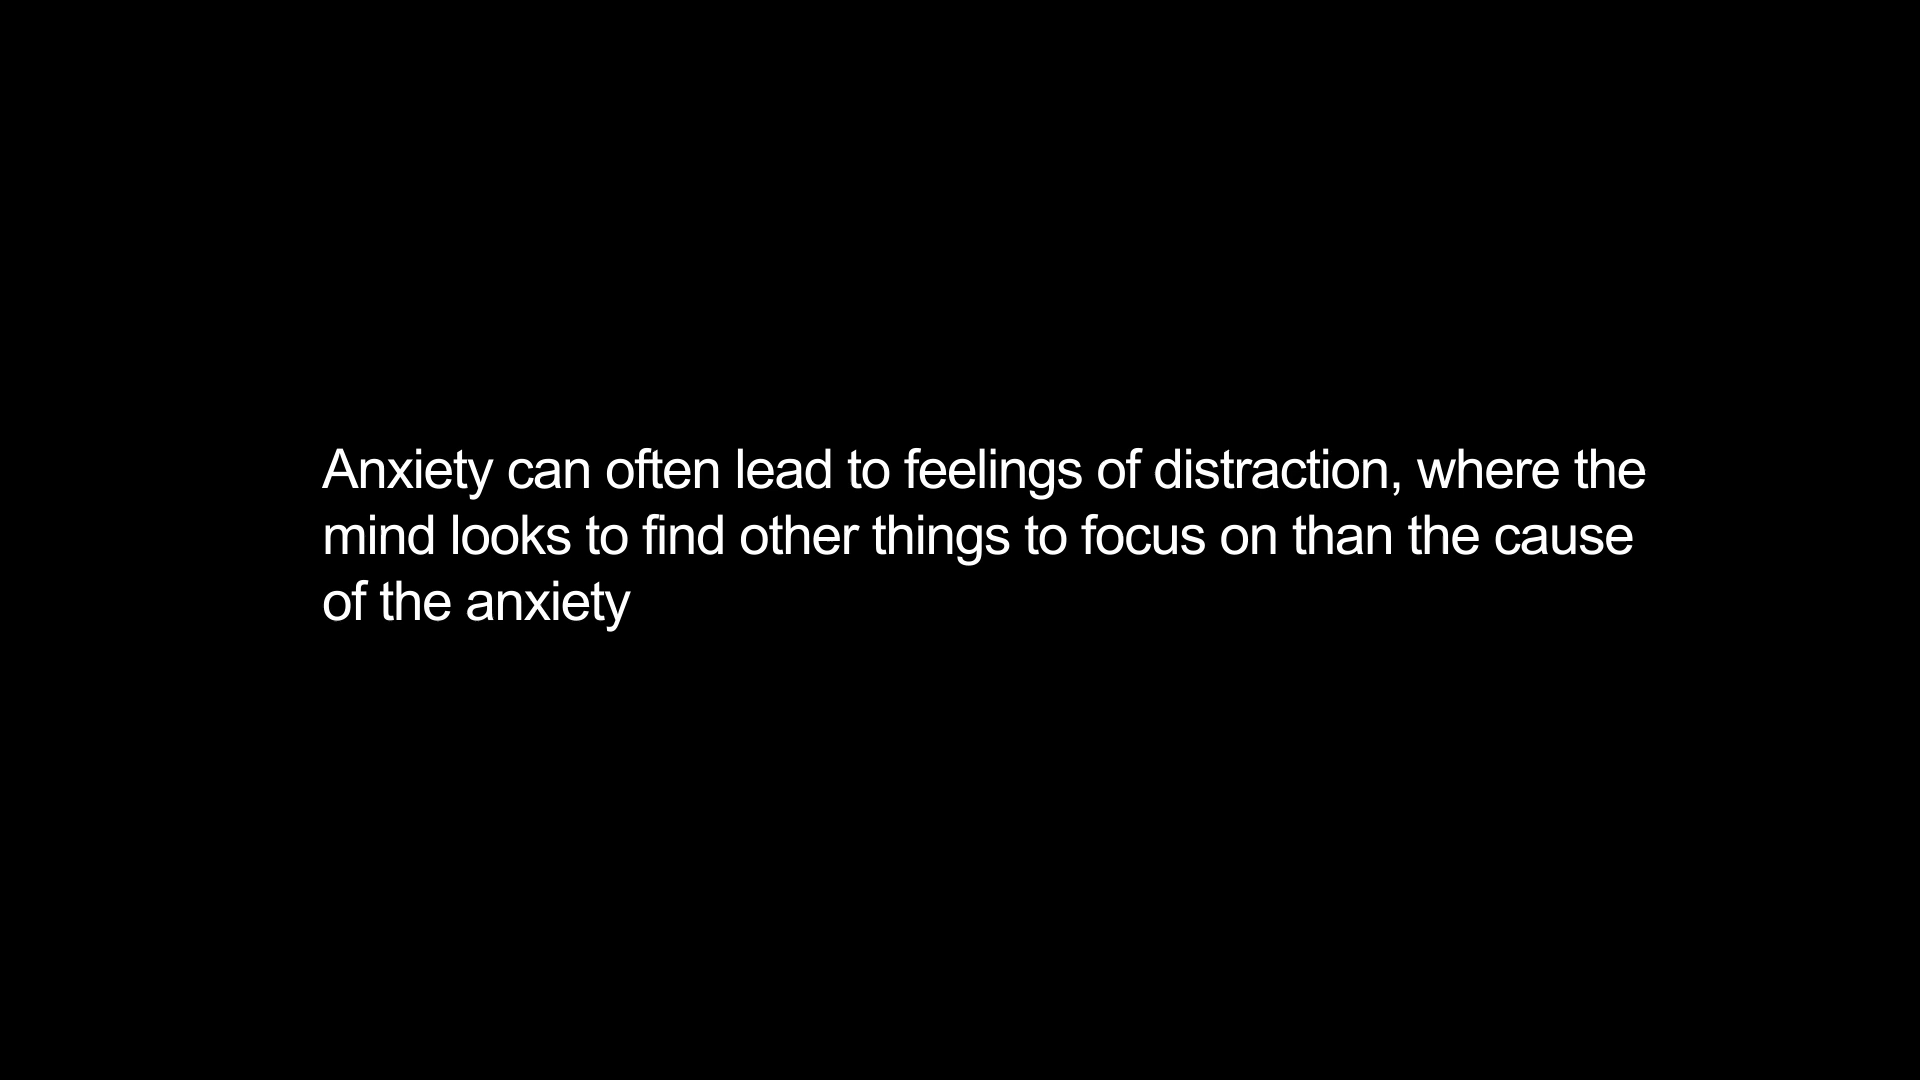 Anxiety can often lead to feelings of distraction, where the
mind looks to find other things to focus on than the cause
of the anxiety